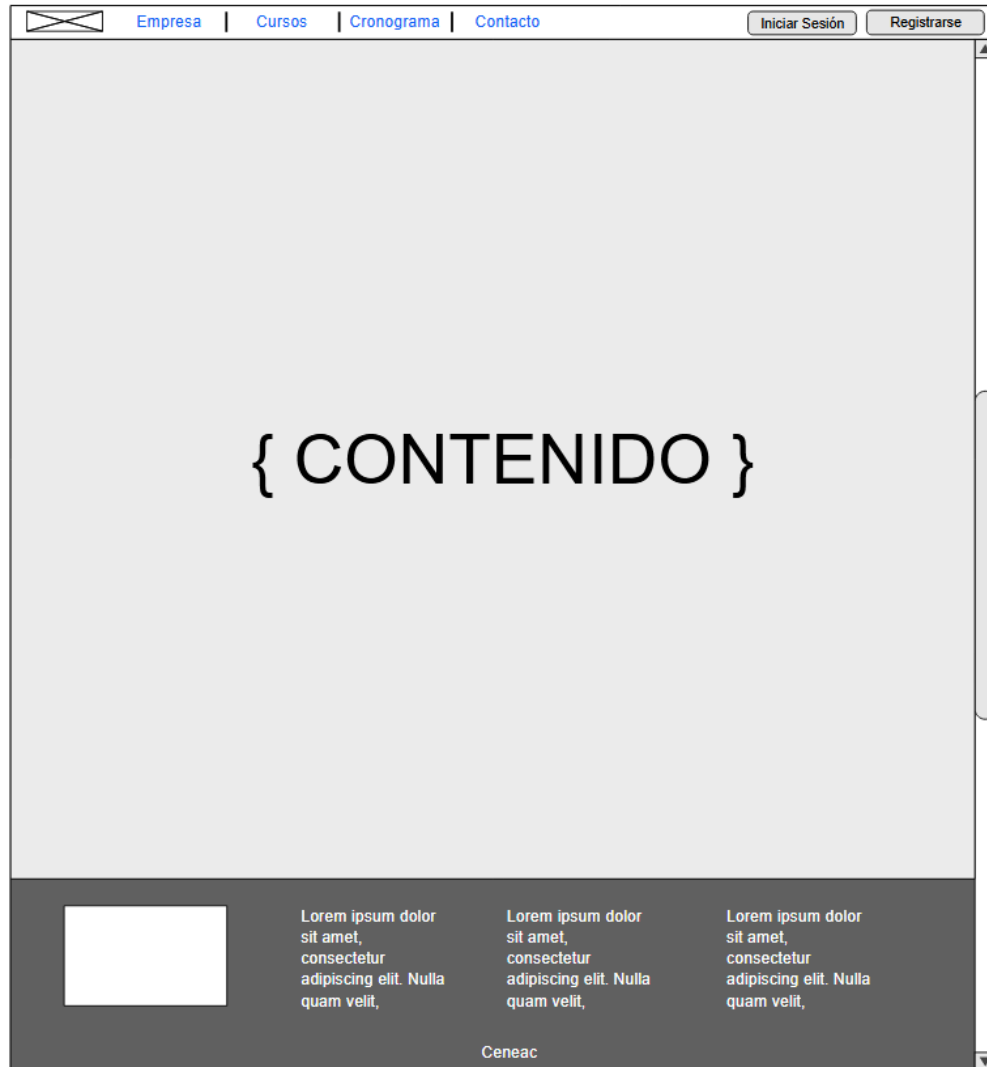 Empresa Cursos Cronograma Contacto Iniciar Sesión Registrarse
{ CONTENIDO }
Lorem ipsum dolor
sit amet,
consectetur
adipiscing elit. Nulla
quam velit,
Lorem ipsum dolor
sit amet,
consectetur
adipiscing elit. Nulla
quam velit,
Lorem ipsum dolor
sit amet,
consectetur
adipiscing elit. Nulla
quam velit,
Ceneac